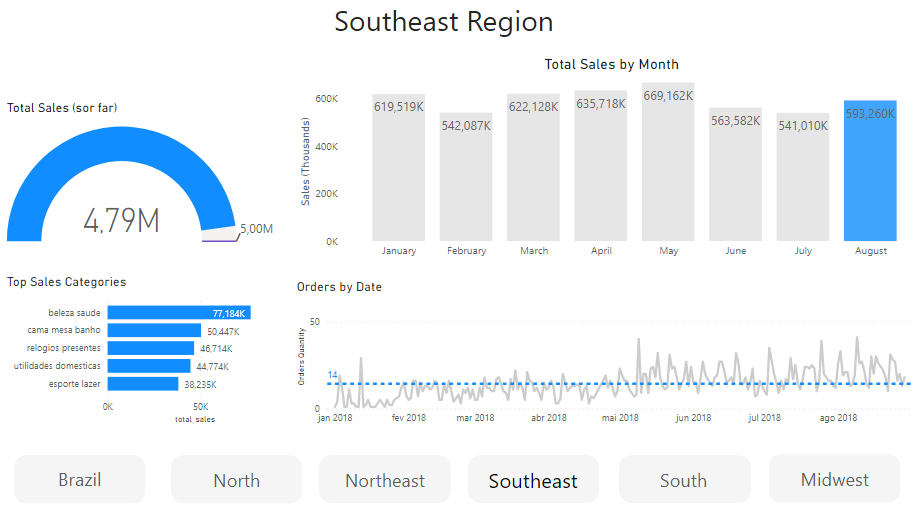 Southeast Region
Total Sales (sor far)
4,79M
5,00M
Total Sales by Month
Sales (Thousands)
600K
400K
200K
0K
619,519K
542,087K
622,128K
635,718K
669,162K
563,582K
541,010K
593,260K
January
February
March
April
May
June
July
August
Top Sales Categories
beleza saude
77,184K
cama mesa banho
50,447K
relogios presentes
46,714K
utilidades domesticas
44,774K
esporte lazer
38,235K
0K
50K
total_sales
Orders by Date
Orders Quantity
50
14
0
jan 2018
fev 2018
mar 2018
abr 2018
mai 2018
jun 2018
jul 2018
ago 2018
Brazil
North
Northeast
Southeast
South
Midwest